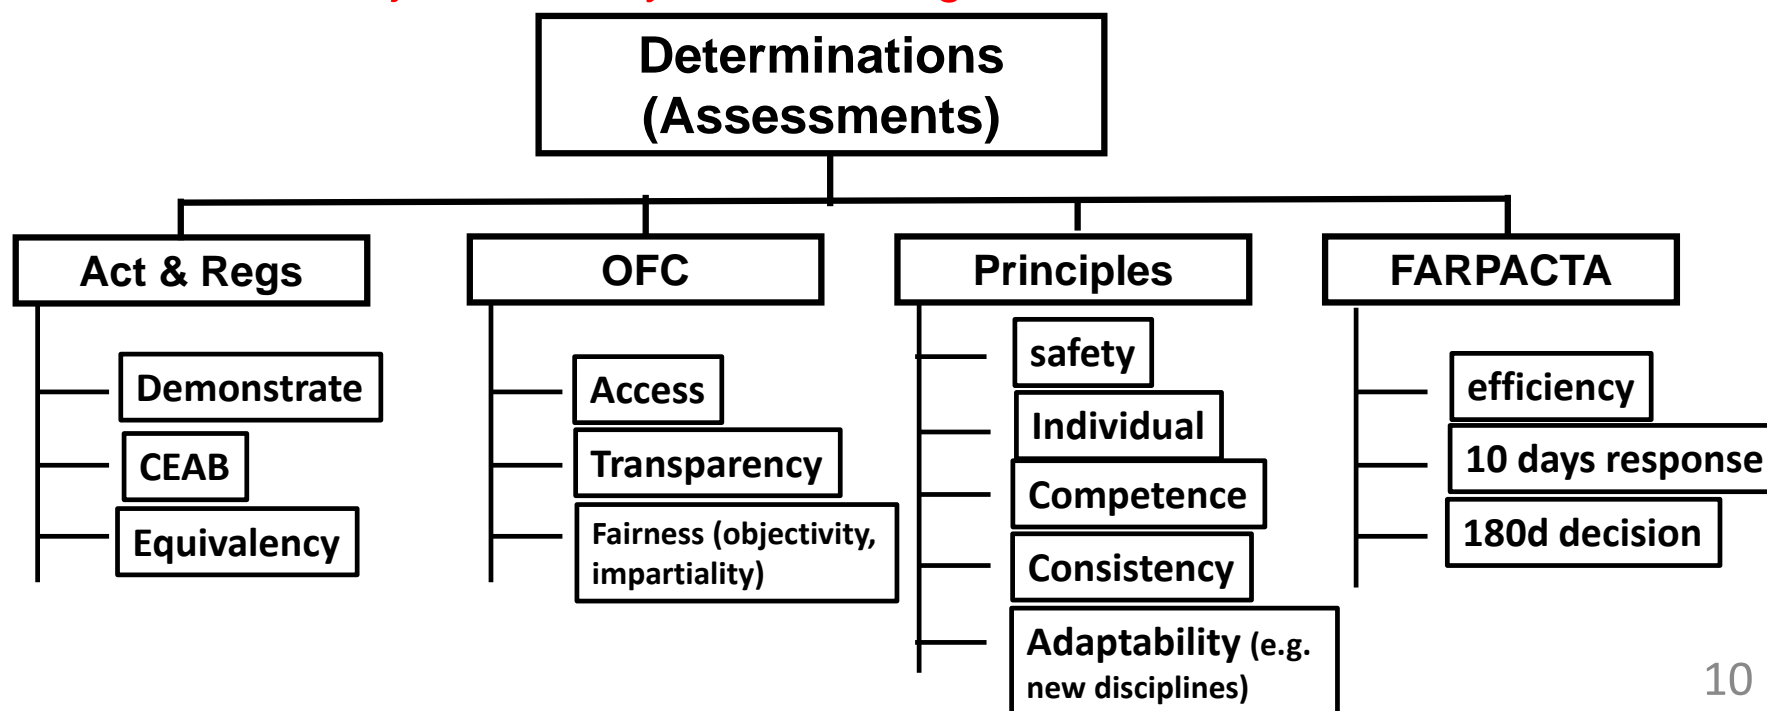 Determinations
(Assessments)
Act & Regs
Demonstrate
CEAB
Equivalency
OFC
Access
Transparency
Fairness (objectivity,
impartiality)
Principles
safety
Individual
Competence
Consistency
Adaptability (e.g.
new disciplines)
FARPACTA
efficiency
10 days response
180d decision
10